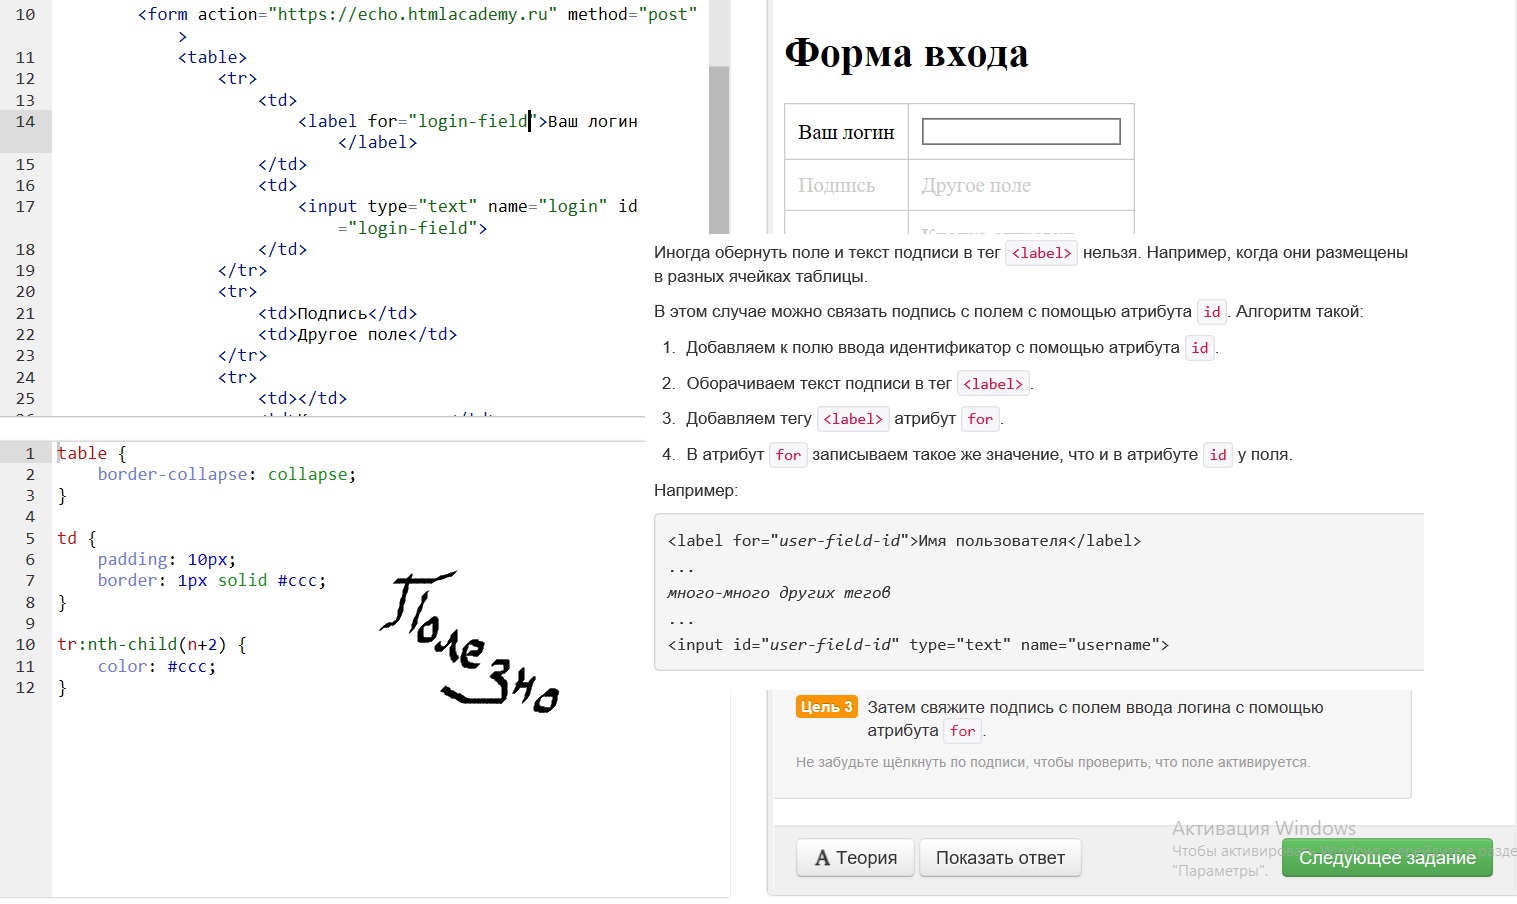 10 <form action="https://echo.htmlacademy.ru" method="post"
>
11 <table>
12 <tr>
13 <td>
14 <label for="login-field">Ваш логин
</label>
15 </td>
16 <td>
17 <input type="text" name="login" id
="login-field">
18 </td>
19 </tr>
20 <tr>
21 <td>Подпись</td>
22 <td>Другое поле</td>
23 </tr>
24 <tr>
25 <td></td>
1 table {
2 border-collapse: collapse;
3 }
4
5 td {
6 padding: 10px;
7 border: 1px solid #ccc;
8 }
9
10 tr:nth-child(n+2) {
11 color: #ccc;
12 }
Полезно
Форма входа
Ваш логин
Подпись Другое поле
Иногда обернуть поле и текст подписи в тег <label> нельзя. Например, когда они размещены
в разных ячейках таблицы.
В этом случае можно связать подпись с полем с помощью атрибута id. Алгоритм такой:
1. Добавляем к полю ввода идентификатор с помощью атрибута id.
2. Оборачиваем текст подписи в тег <label>.
3. Добавляем тегу <label> атрибут for.
4. В атрибут for записываем такое же значение, что и в атрибуте id у поля.
Например:
<label for="user-field-id">Имя пользователя</label>
...
много-много других тегов
...
<input id="user-field-id" type="text" name="username">
Цель 3 Затем свяжите подпись с полем ввода логина с помощью
атрибута for.
Не забудьте щёлкнуть по подписи, чтобы проверить, что поле активируется.
A Теория Показать ответ Следующее задание
Активация Windows
Чтобы активировать Windows, перейдите в разде
"Параметры".